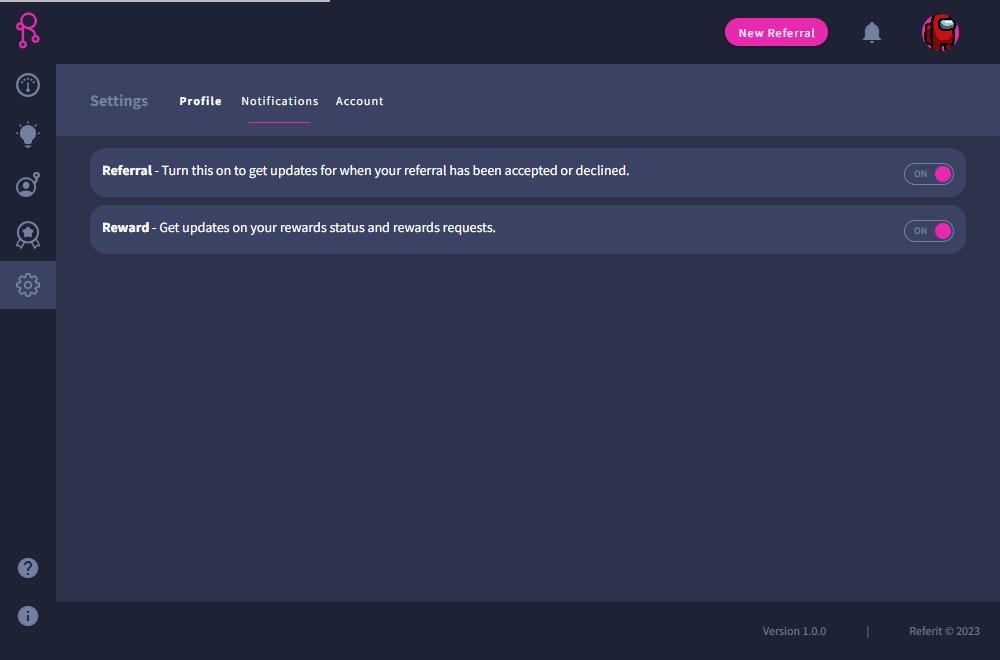 New Referral
Settings Profile Notifications Account
Referral - Turn this on to get updates for when your referral has been accepted or declined. ON
Reward - Get updates on your rewards status and rewards requests. ON
Version 1.0.0 | Referit © 2023